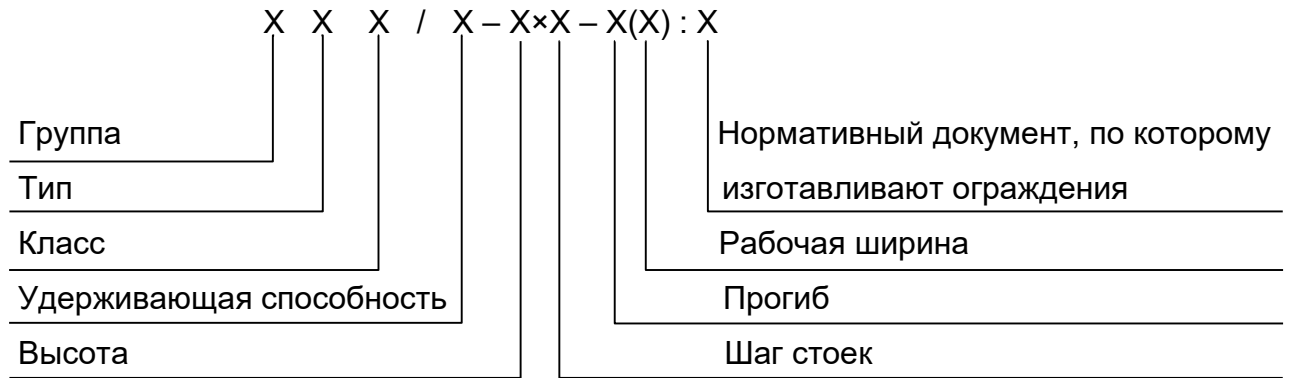 Х Х Х / Х – Х×Х – Х(Х) : Х
Группа
Тип
Класс
Удерживающая способность
Высота
Нормативный документ, по которому
изготавливают ограждения
Рабочая ширина
Прогиб
Шаг стоек